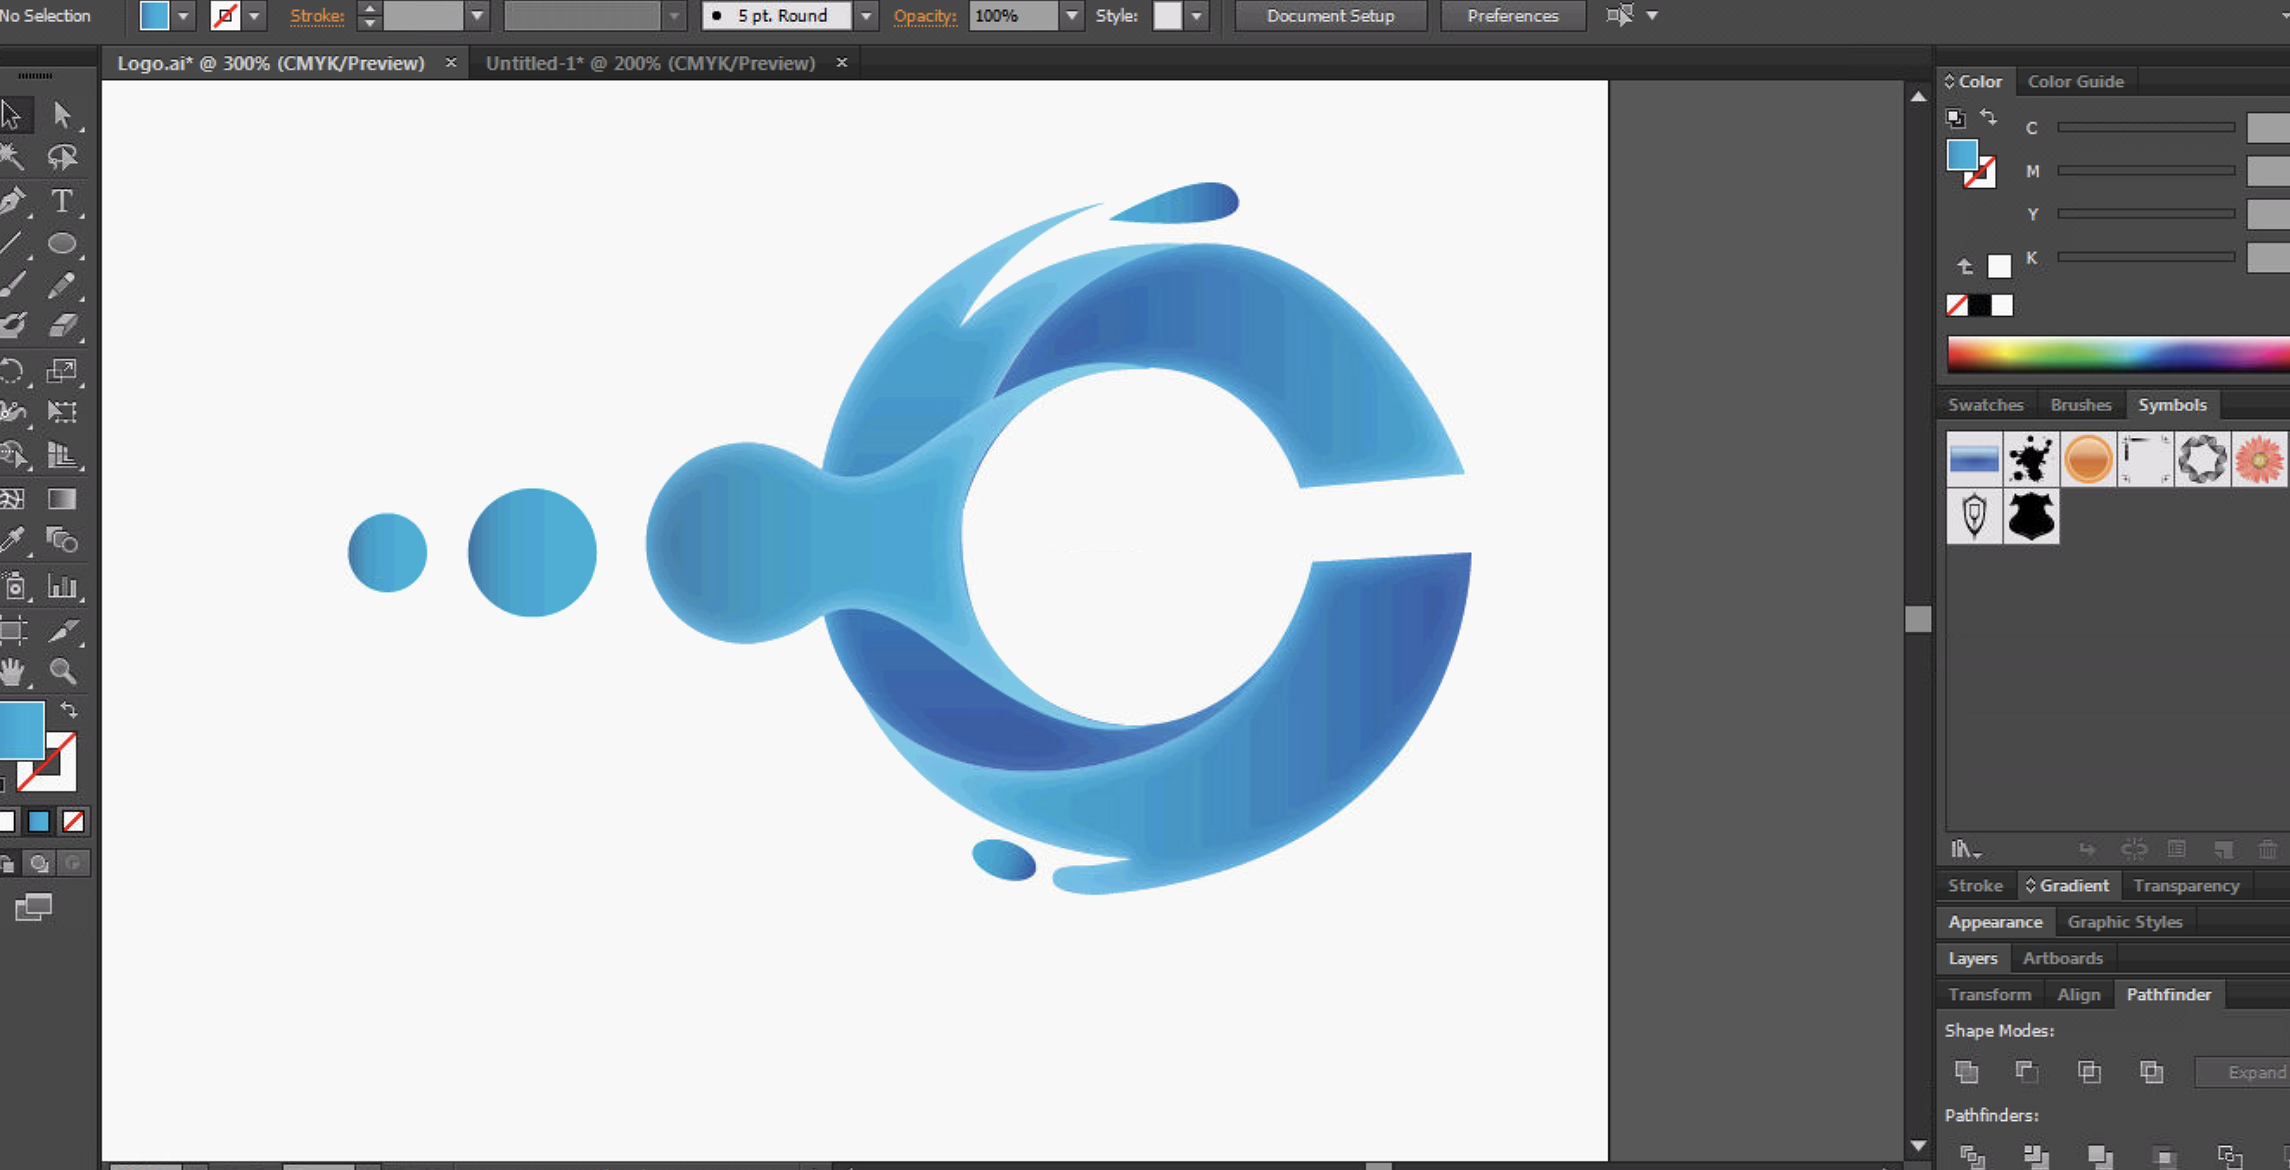 No Selection Stroke: 5 pt. Round Opacity: 100% Style: Document Setup Preferences
Logo.ai* @ 300% (CMYK/Preview) × Untitled-1* @ 200% (CMYK/Preview) ×
Color Color Guide
C
M
Y
K
Swatches Brushes Symbols
Stroke Gradient Transparency
Appearance Graphic Styles
Layers Artboards
Transform Align Pathfinder
Shape Modes:
Expand
Pathfinders: